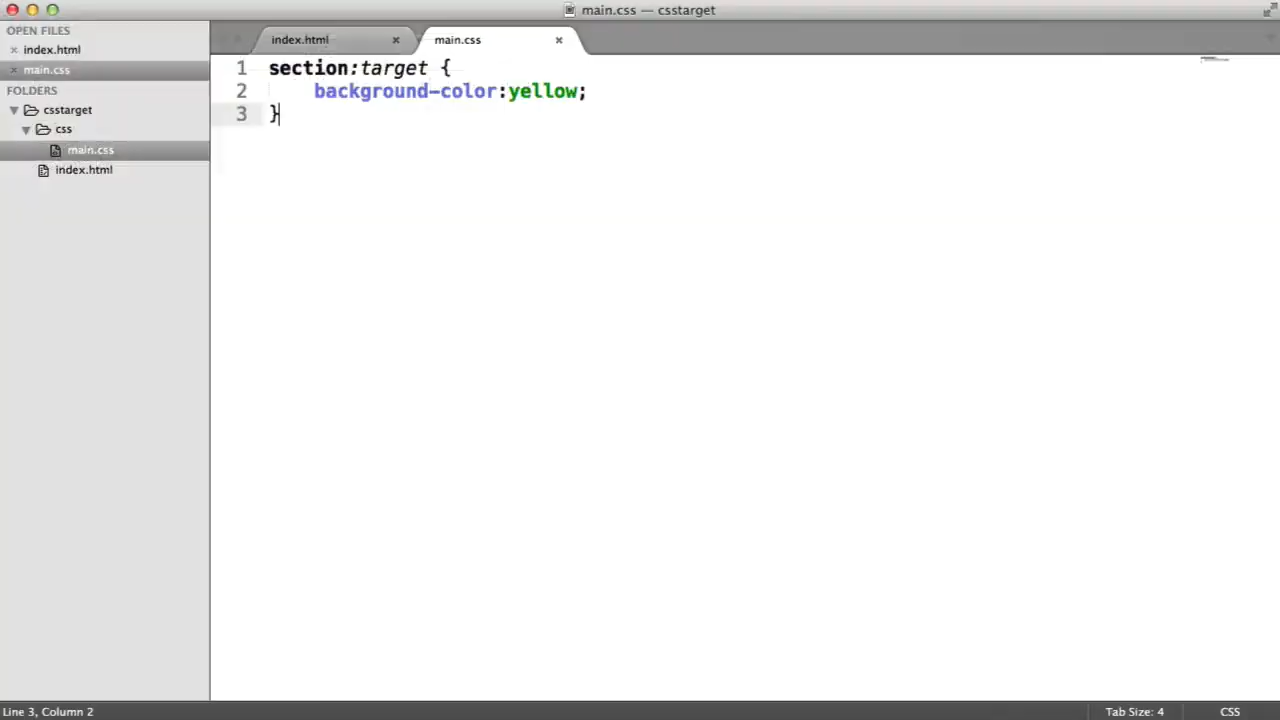 main.css — csstarget
OPEN FILES
index.html
main.css
FOLDERS
csstarget
css
main.css
index.html
index.html
main.css
1 section:target {
2 background-color:yellow;
3 }
Line 3, Column 2
Tab Size: 4
CSS